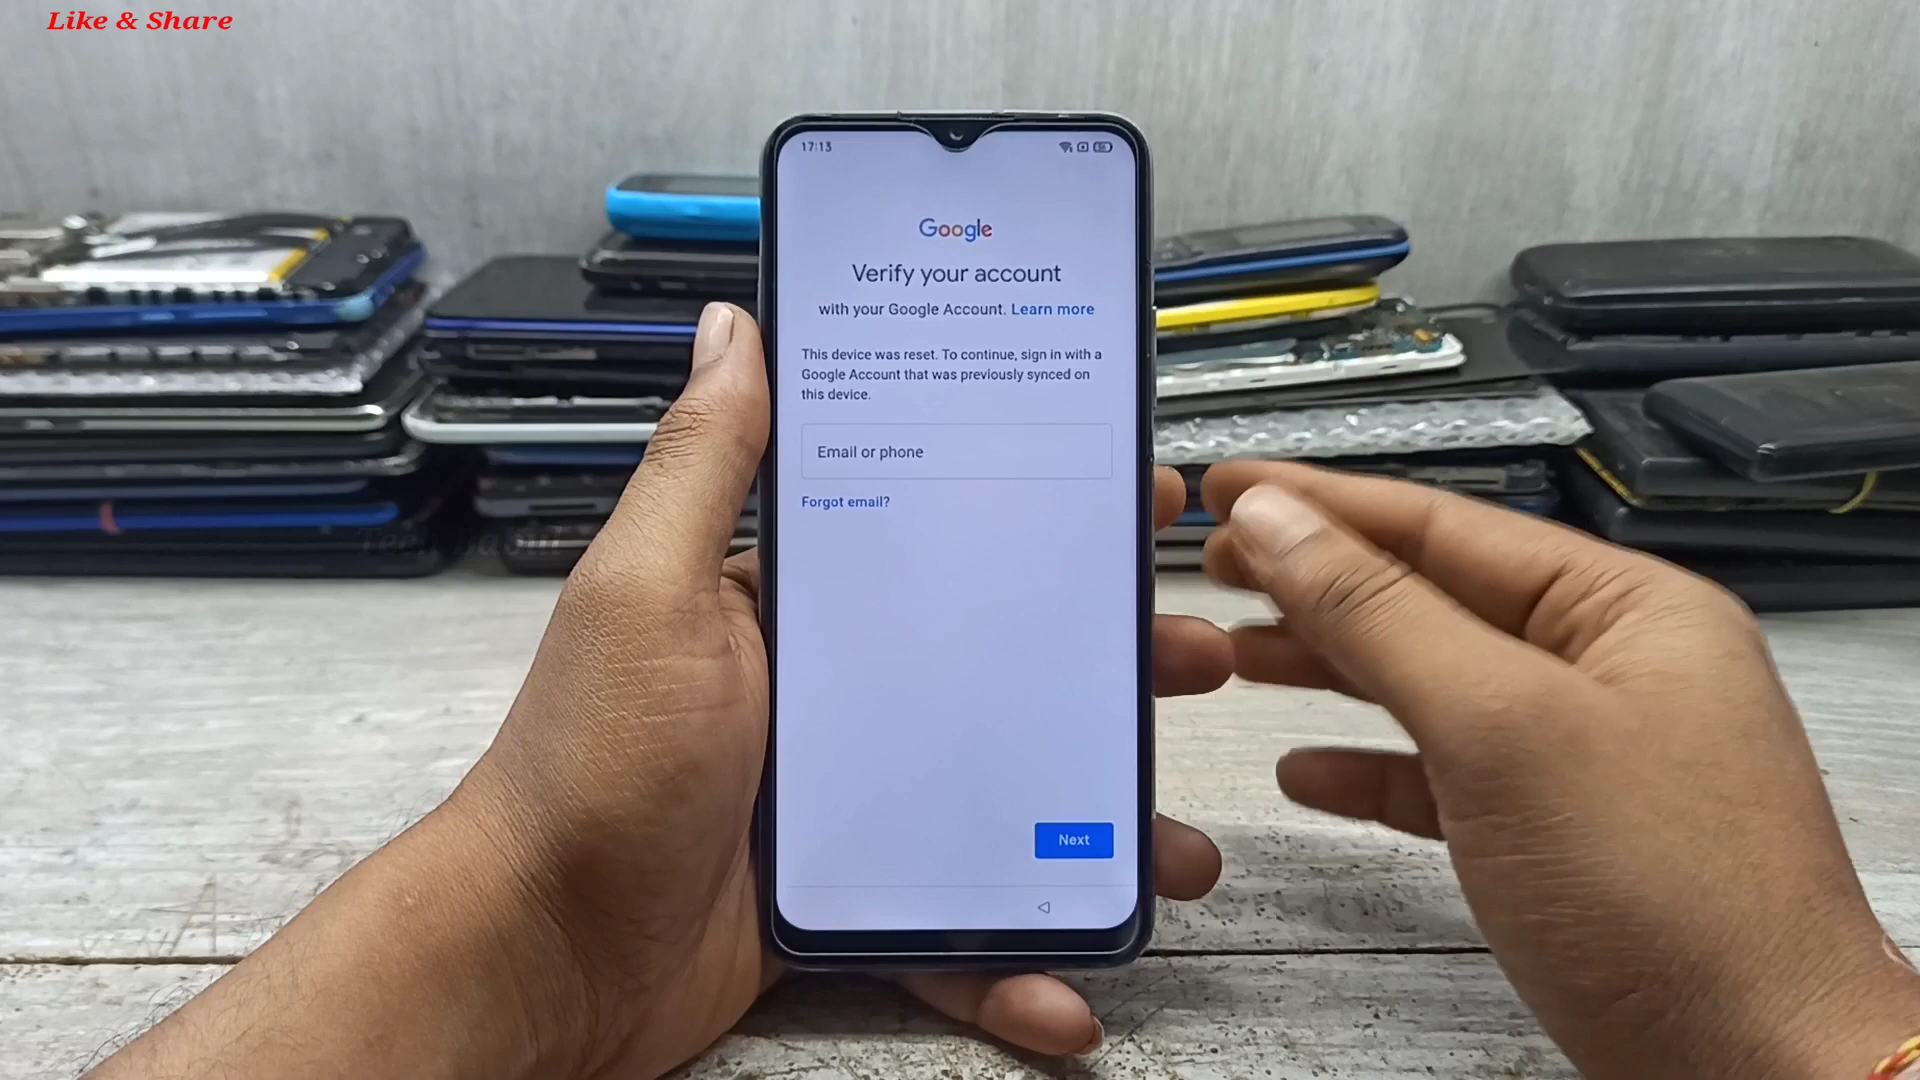 Like & Share
17:13
Google
Verify your account
with your Google Account. Learn more
This device was reset. To continue, sign in with a
Google Account that was previously synced on
this device.
Email or phone
Forgot email?
Tech Babul
Next